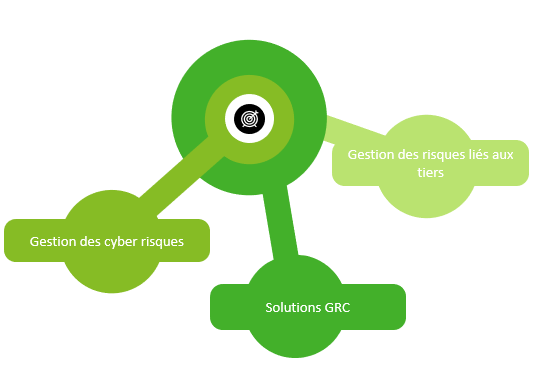 Gestion des risques liés aux
tiers
Gestion des cyber risques
Solutions GRC